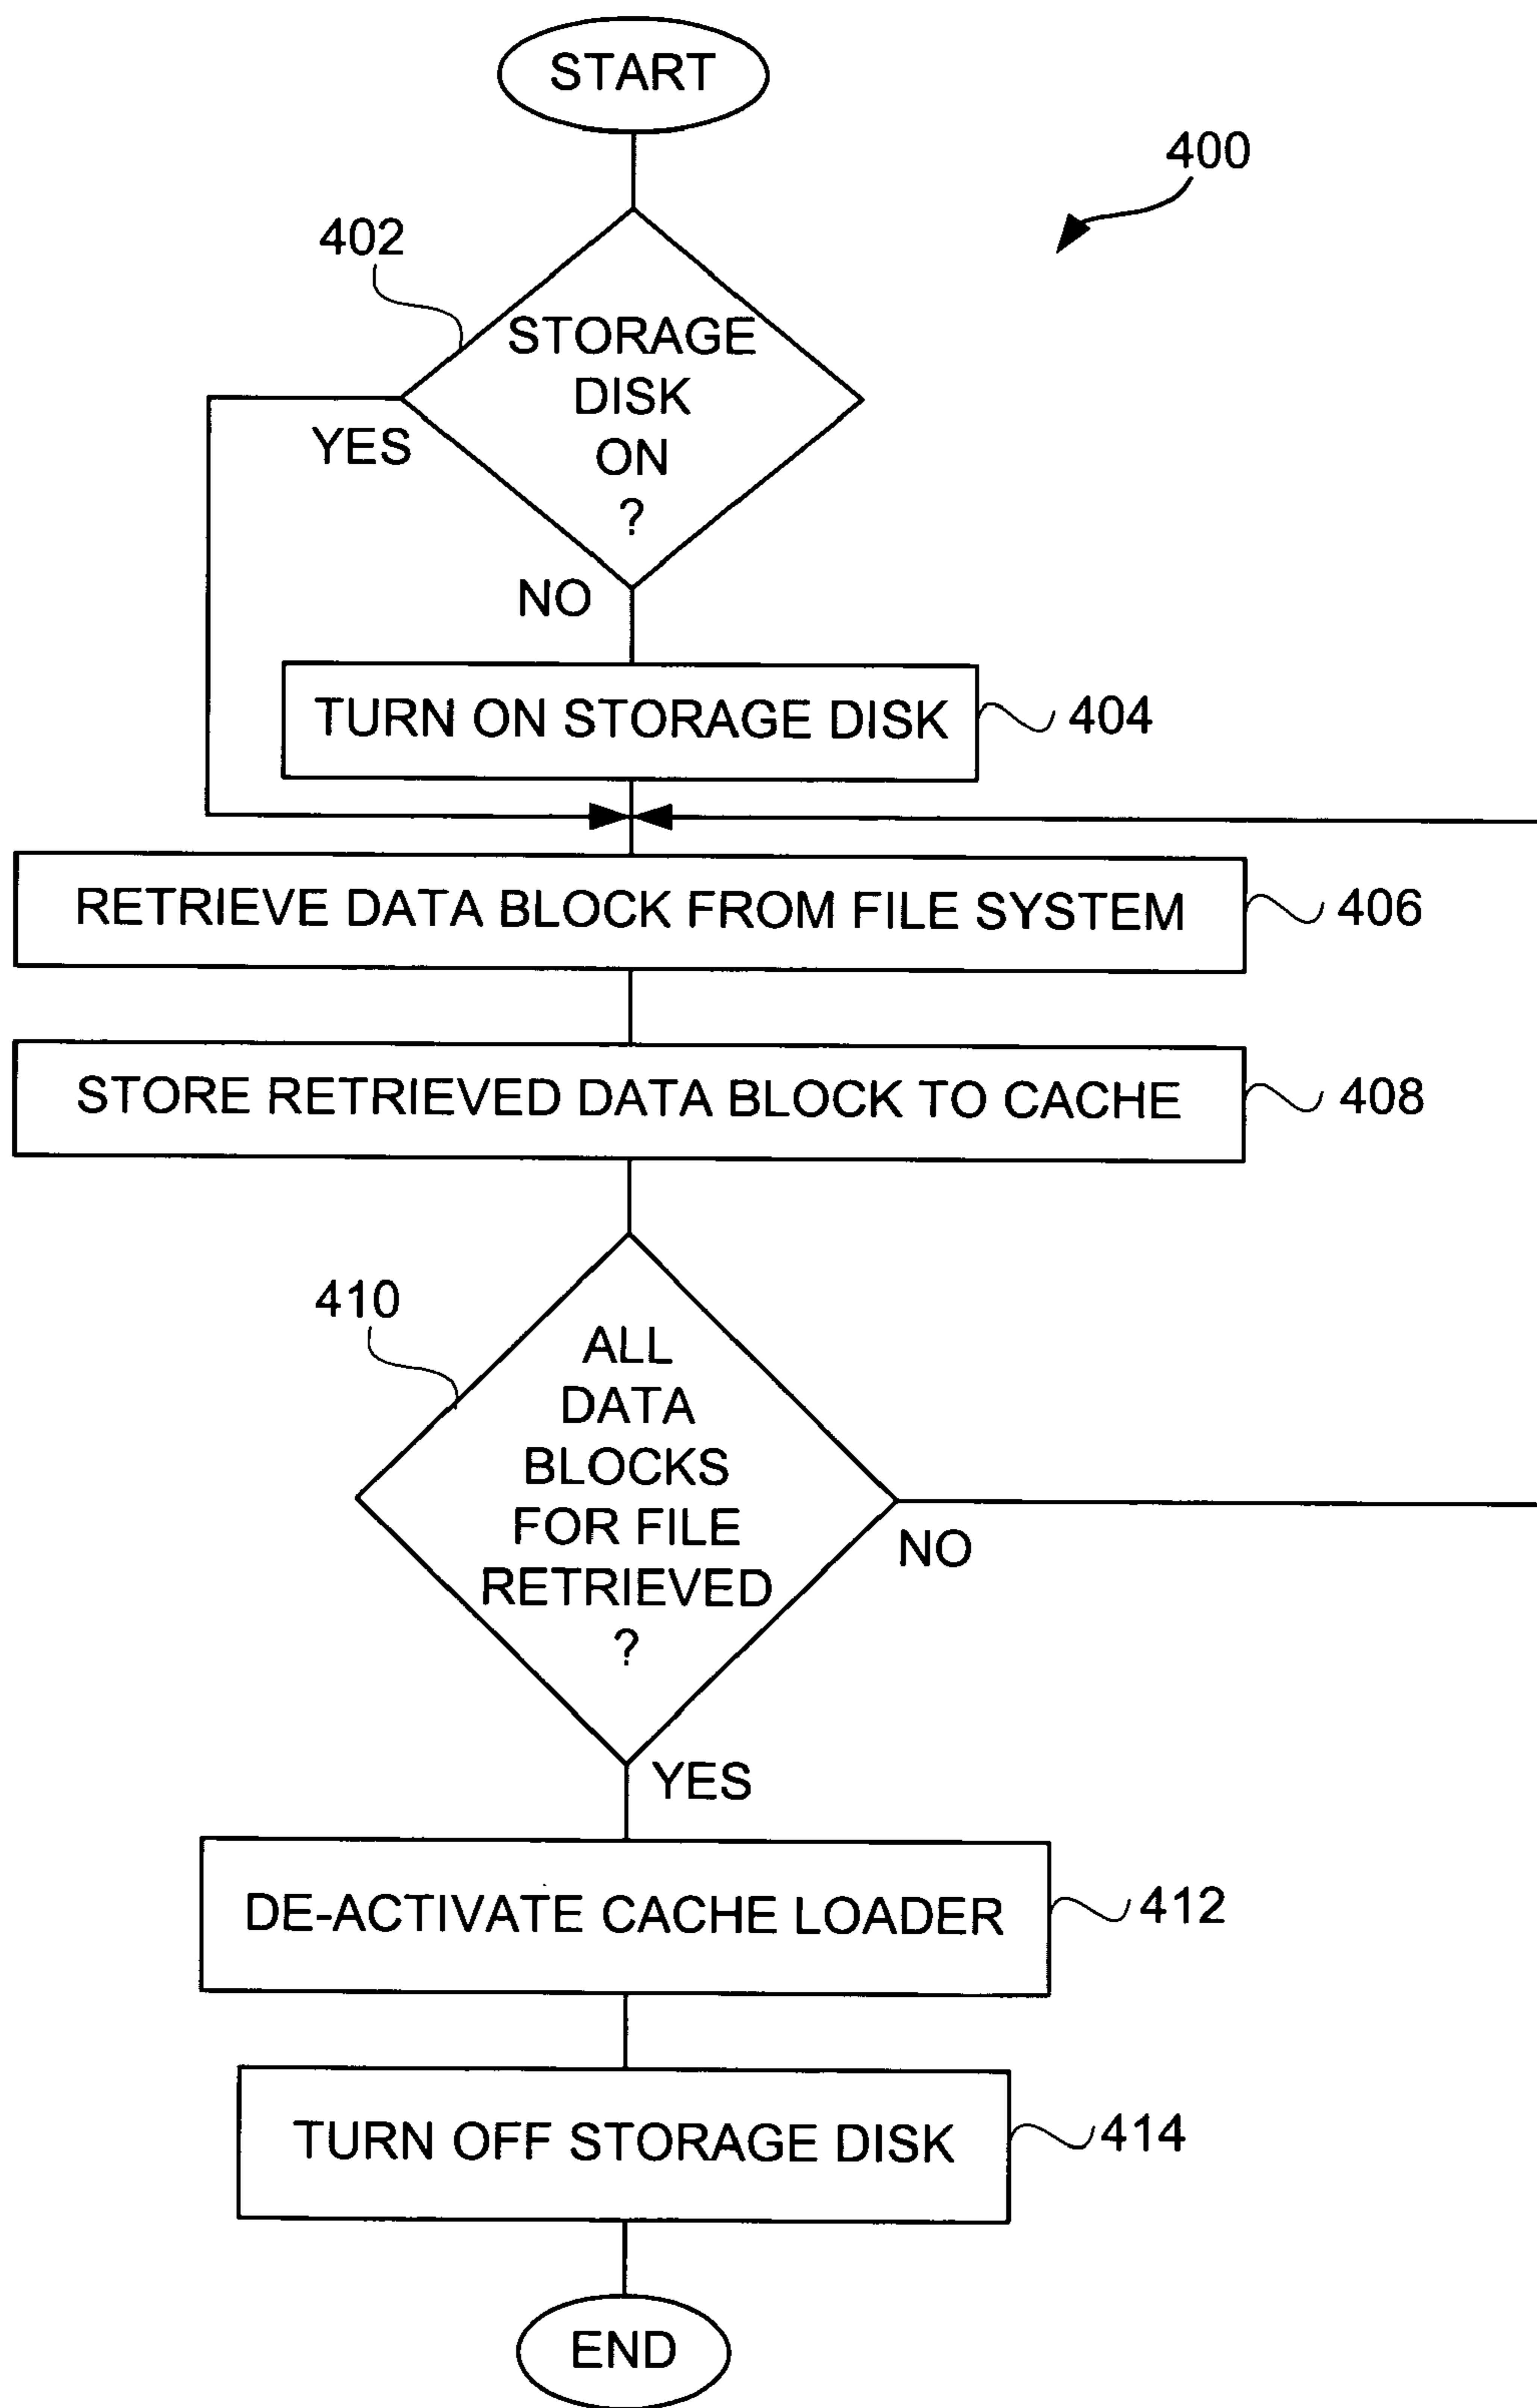 START
400
402
STORAGE
DISK
ON
?
YES
NO
TURN ON STORAGE DISK
404
RETRIEVE DATA BLOCK FROM FILE SYSTEM
406
STORE RETRIEVED DATA BLOCK TO CACHE
408
410
ALL
DATA
BLOCKS
FOR FILE
RETRIEVED
?
NO
YES
DE-ACTIVATE CACHE LOADER
412
TURN OFF STORAGE DISK
414
END